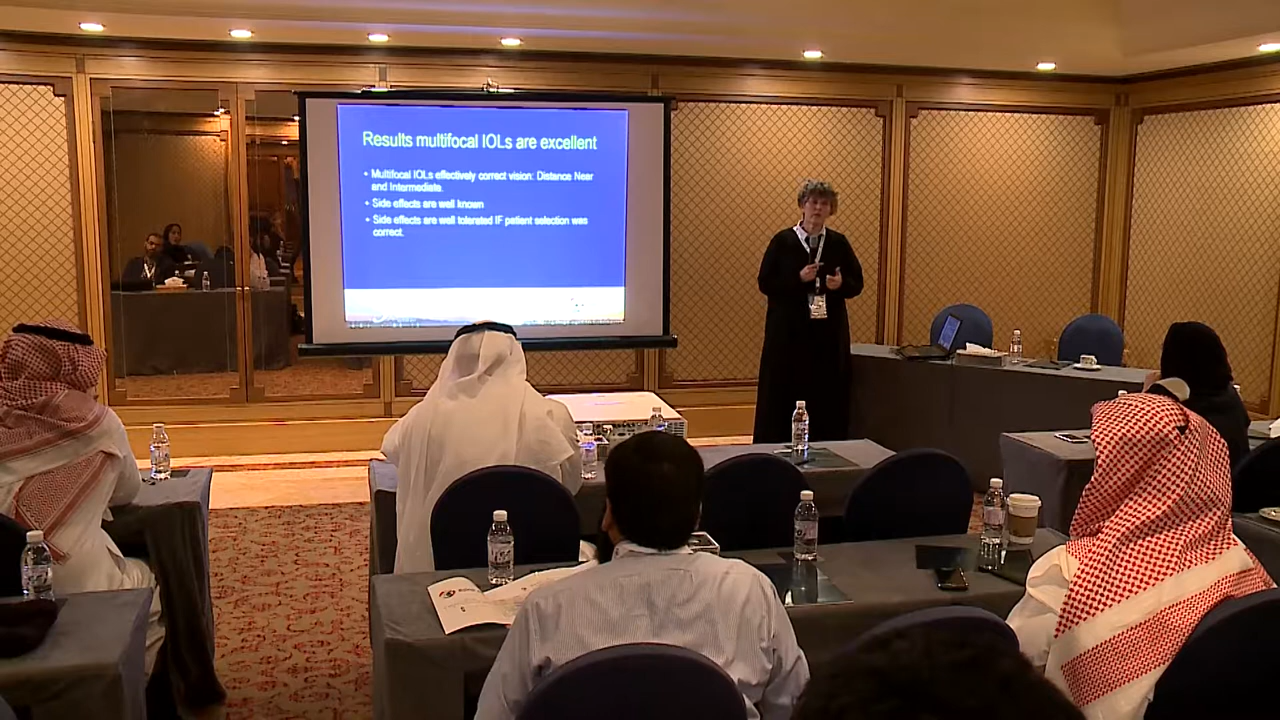 Results multifocal IOLs are excellent
• Multifocal IOLs effectively correct vision: Distance Near
and Intermediate.
• Side effects are well known
• Side effects are well tolerated IF patient selection was
correct.